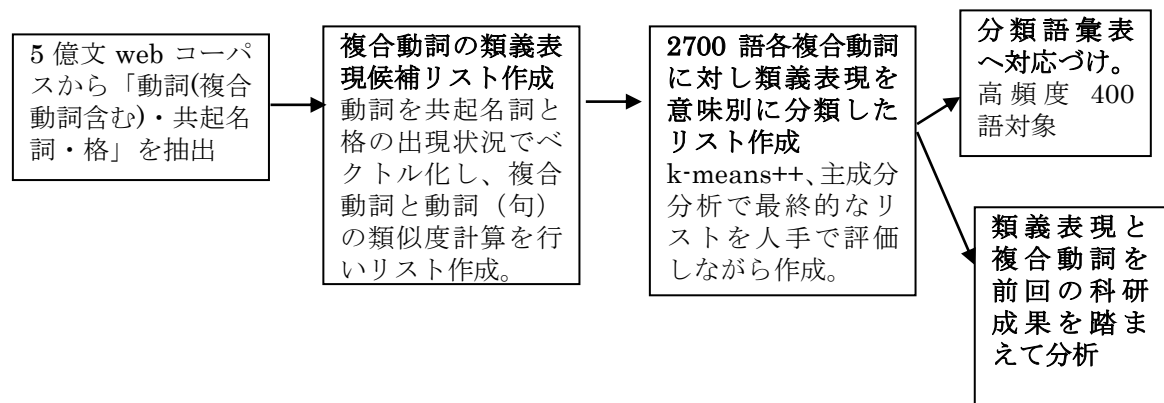 5 億文 web コーパ
スから「動詞(複合
動詞含む)・共起名
詞・格」を抽出
複合動詞の類義表
現候補リスト作成
動詞を共起名詞と
格の出現状況でベ
クトル化し、複合
動詞と動詞（句）
の類似度計算を行
いリスト作成。
2700 語各複合動詞
に対し類義表現を
意味別に分類した
リスト作成
k-means++、主成分
分析で最終的なリ
ストを人手で評価
しながら作成。
分類語彙表
へ対応づけ。
高頻度 400
語対象
類義表現と
複合動詞を
前回の科研
成果を踏ま
えて分析